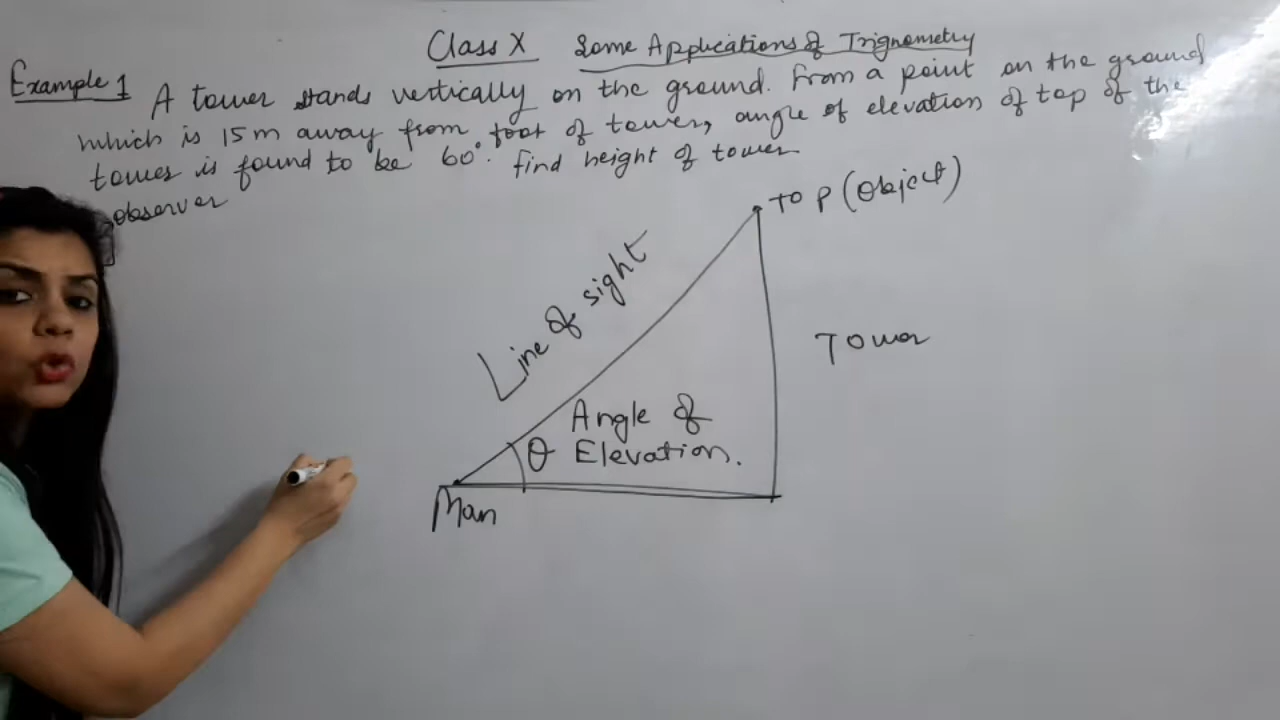 Class X Some Applications of Trignometry
Example 1 A tower stands vertically on the ground. From a point on the ground
which is 15m away from foot of tower, angle of elevation of top of the
tower is found to be 60°. find height of tower
observer
TOP (Object)
Line of sight
Tower
Angle of
θ Elevation.
Man